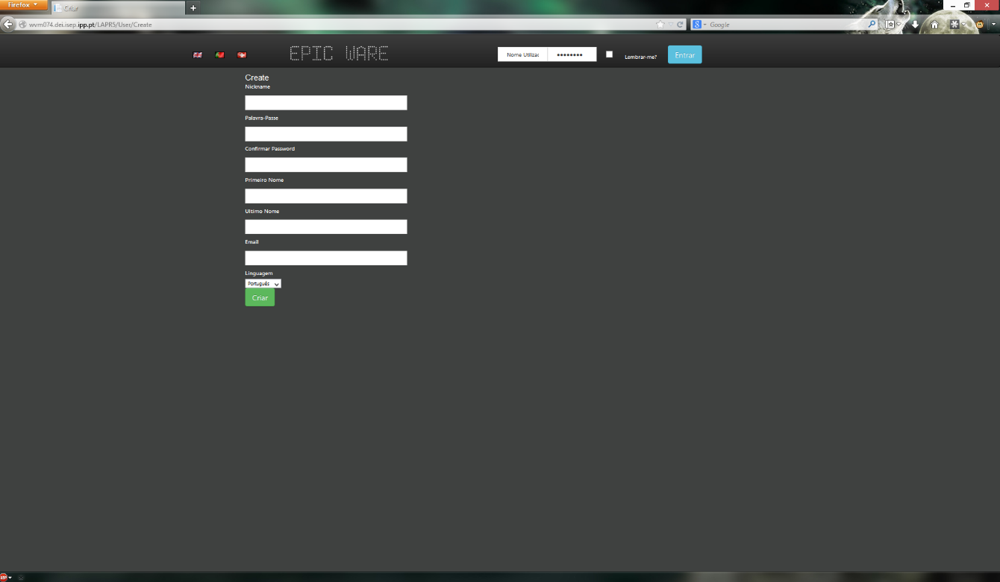 Firefox
Criar
wvm074.dei.isep.ipp.pt/LAPR5/User/Create
Google
EPIC WARE
Nome Utilizac
Lembrar-me?
Entrar
Create
Nickname
Palavra-Passe
Confirmar Password
Primeiro Nome
Ultimo Nome
Email
Linguagem
Português
Criar
ABP